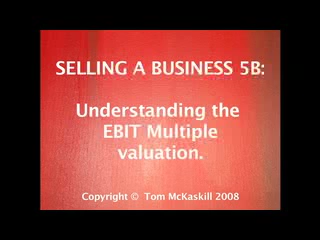 SELLING A BUSINESS 5B:
Understanding the
EBIT Multiple
valuation.
Copyright © Tom McKaskill 2008